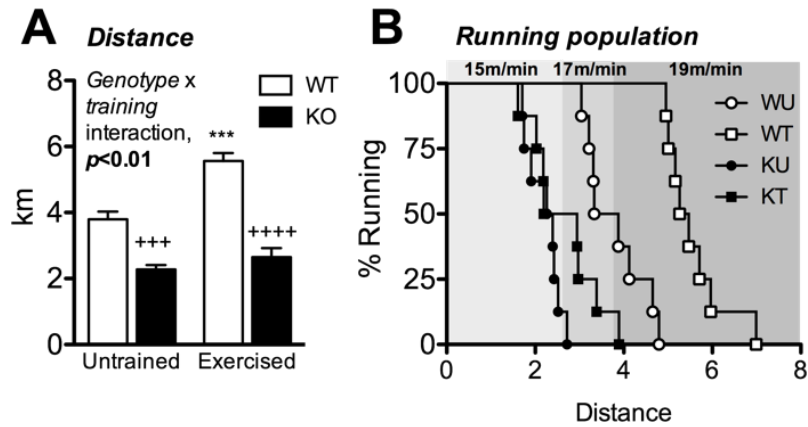 A Distance
8
6
4
2
0
km
Genotype x
training
interaction,
p<0.01
WT
KO
***
+++
++++
Untrained Exercised
B Running population
15m/min 17m/min 19m/min
100
75
50
25
0
% Running
WU
WT
KU
KT
0 2 4 6 8
Distance